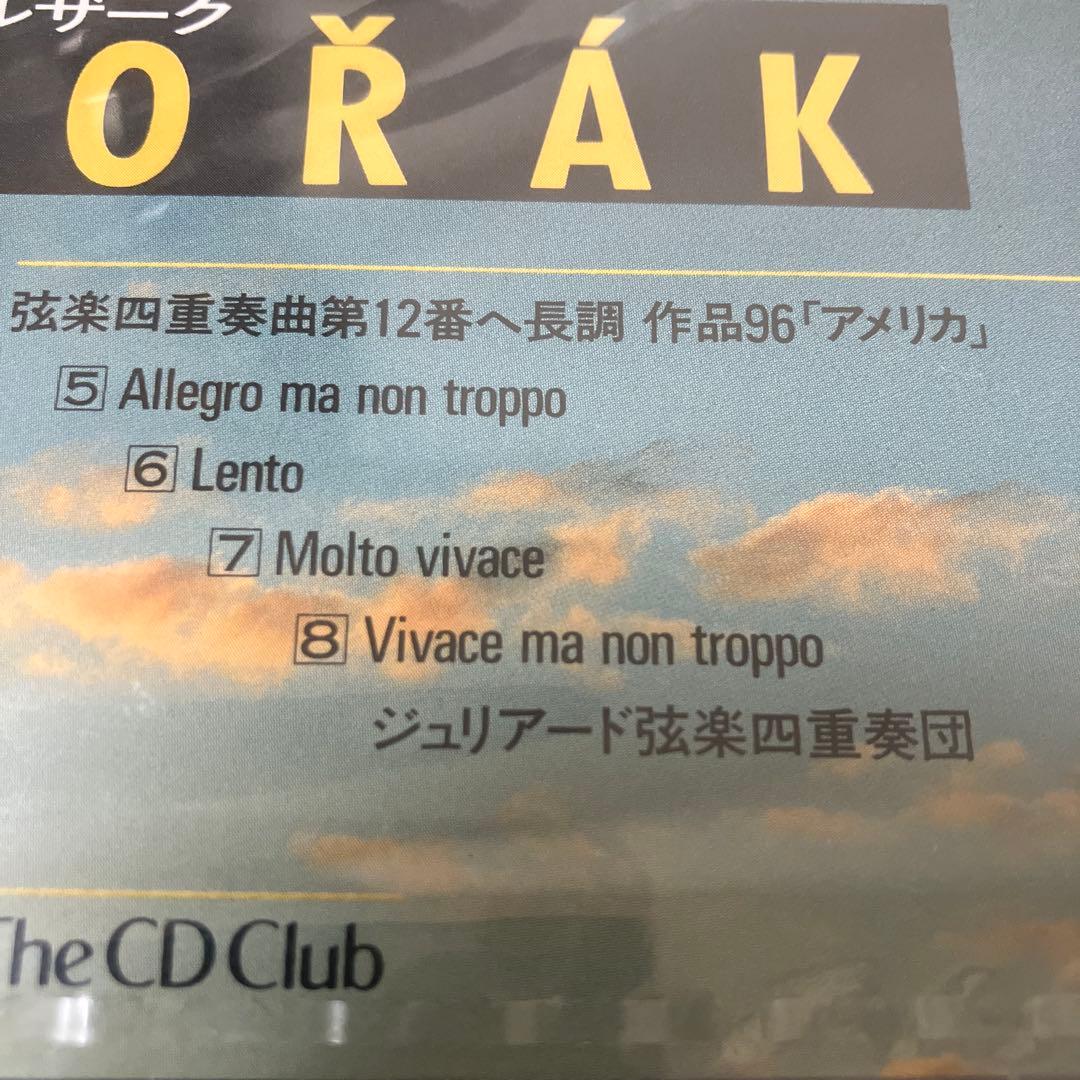 ルザーク
OŘÁK
弦楽四重奏曲第12番ヘ長調 作品96「アメリカ」
5 Allegro ma non troppo
6 Lento
7 Molto vivace
8 Vivace ma non troppo
ジュリアード弦楽四重奏団
The CD Club